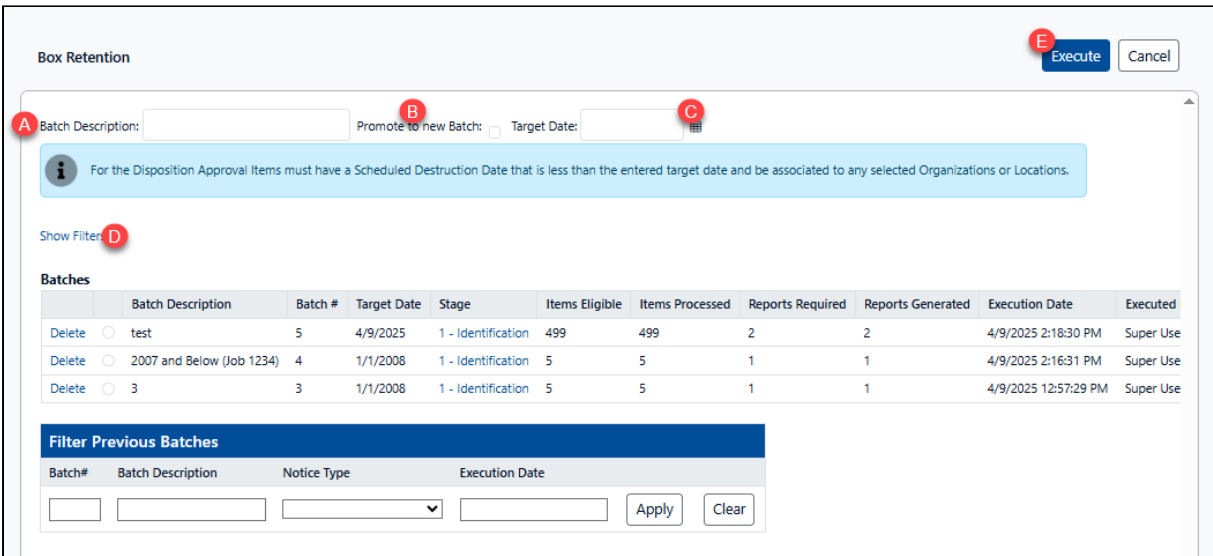 E
Box Retention Execute Cancel
A Batch Description: B Promote to new Batch: Target Date: C
i For the Disposition Approval Items must have a Scheduled Destruction Date that is less than the entered target date and be associated to any selected Organizations or Locations.
Show Filter D
Batches
Batch Description Batch # Target Date Stage Items Eligible Items Processed Reports Required Reports Generated Execution Date Executed
Delete test 5 4/9/2025 1 - Identification 499 499 2 2 4/9/2025 2:18:30 PM Super Use
Delete 2007 and Below (Job 1234) 4 1/1/2008 1 - Identification 5 5 1 1 4/9/2025 2:16:31 PM Super Use
Delete 3 3 1/1/2008 1 - Identification 5 5 1 1 4/9/2025 12:57:29 PM Super Use
Filter Previous Batches
Batch# Batch Description Notice Type Execution Date
Apply Clear